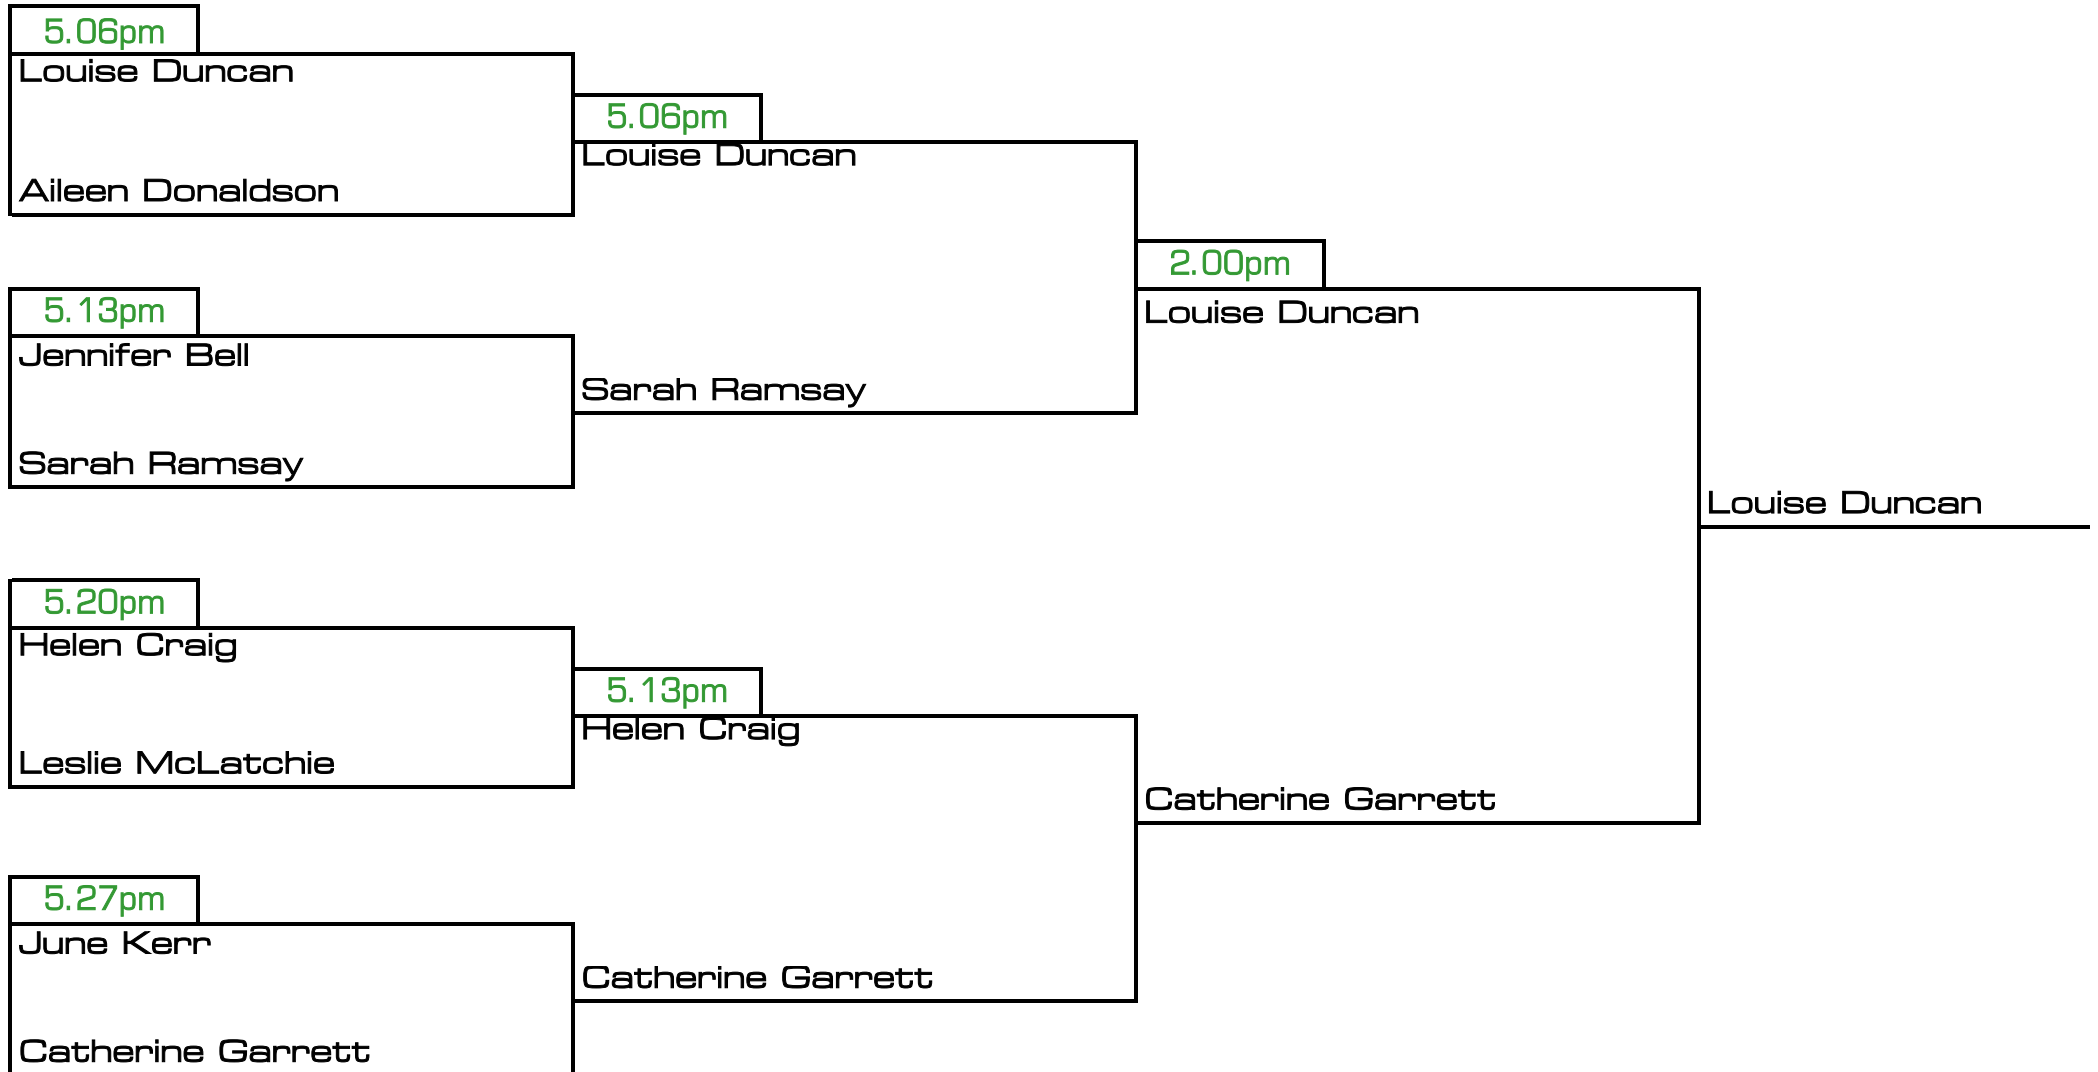 5.06pm
Louise Duncan
Aileen Donaldson
5.13pm
Jennifer Bell
Sarah Ramsay
5.20pm
Helen Craig
Leslie McLatchie
5.27pm
June Kerr
Catherine Garrett
5.06pm
Louise Duncan
Sarah Ramsay
5.13pm
Helen Craig
Catherine Garrett
2.00pm
Louise Duncan
Catherine Garrett
Louise Duncan